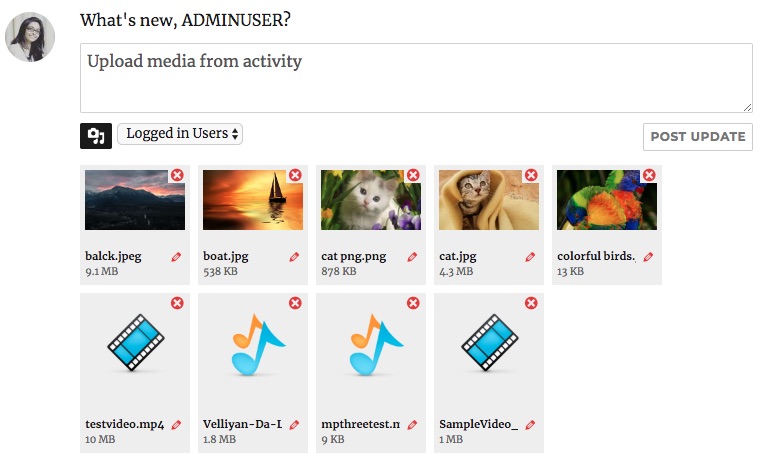 What's new, ADMINUSER?
Upload media from activity
Logged in Users
POST UPDATE
balck.jpeg
9.1 MB
boat.jpg
538 KB
cat png.png
878 KB
cat.jpg
4.3 MB
colorful birds.
13 KB
testvideo.mp4
10 MB
Velliyan-Da-I
1.8 MB
mpthreetest.n
9 KB
SampleVideo_
1 MB